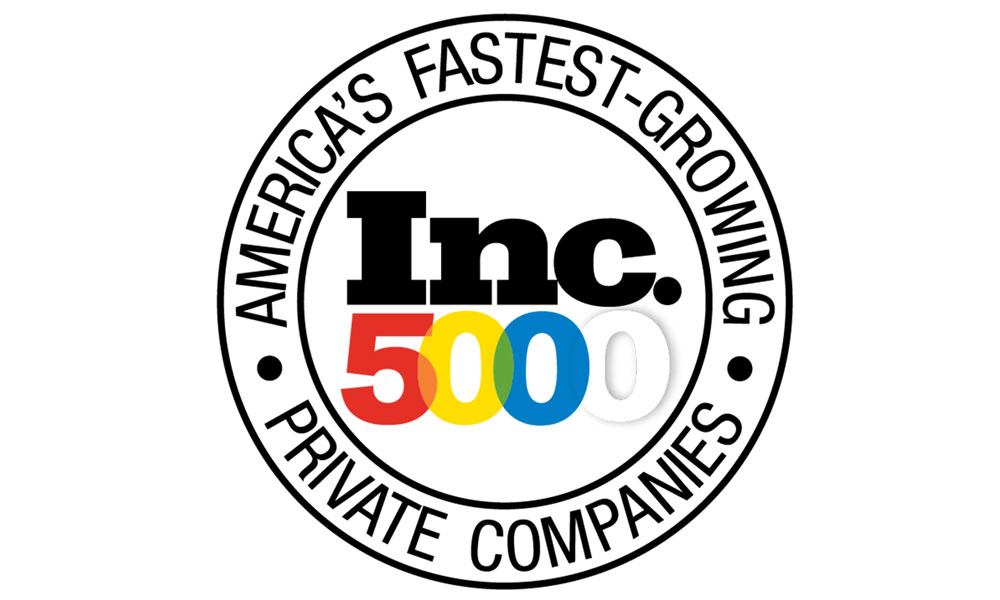 AMERICA'S FASTEST-GROWING
Inc.
5000
• PRIVATE COMPANIES •